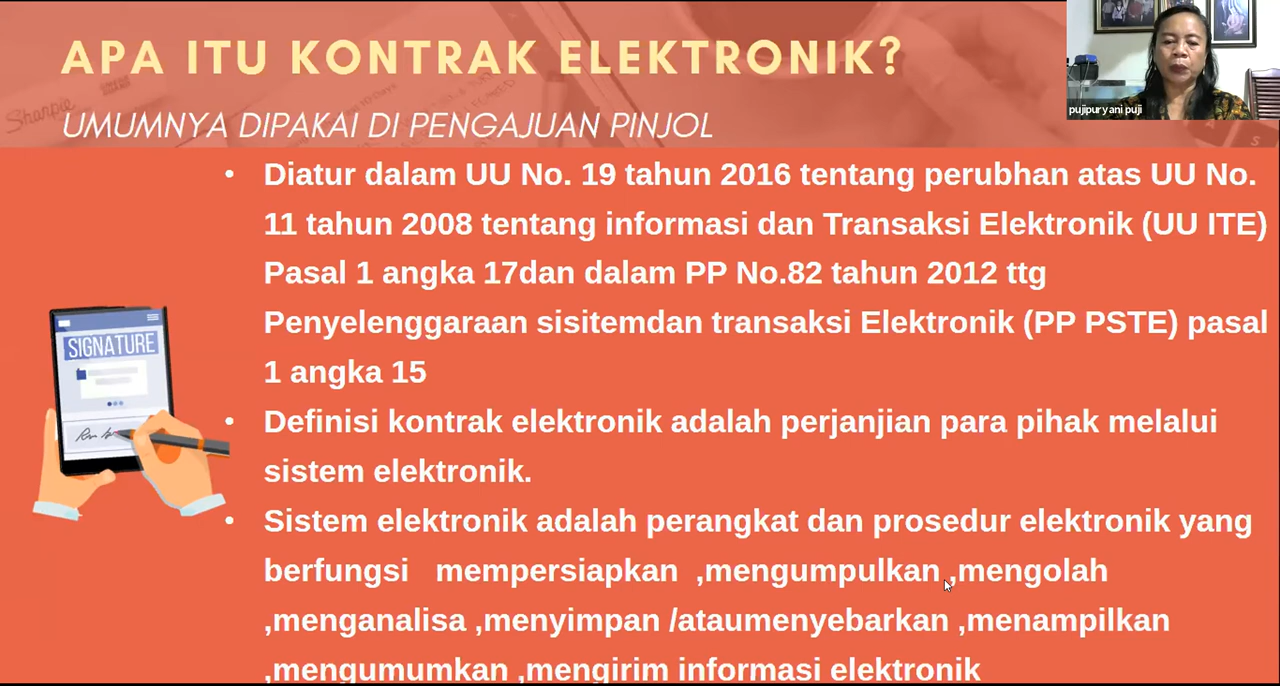 APA ITU KONTRAK ELEKTRONIK?
UMUMNYA DIPAKAI DI PENGAJUAN PINJOL
pujipuryani puji
Sharpie
• Diatur dalam UU No. 19 tahun 2016 tentang perubhan atas UU No.
11 tahun 2008 tentang informasi dan Transaksi Elektronik (UU ITE)
Pasal 1 angka 17dan dalam PP No.82 tahun 2012 ttg
Penyelenggaraan sisitemdan transaksi Elektronik (PP PSTE) pasal
1 angka 15
SIGNATURE
• Definisi kontrak elektronik adalah perjanjian para pihak melalui
sistem elektronik.
• Sistem elektronik adalah perangkat dan prosedur elektronik yang
berfungsi mempersiapkan ,mengumpulkan ,mengolah
,menganalisa ,menyimpan /ataumenyebarkan ,menampilkan
,mengumumkan ,mengirim informasi elektronik